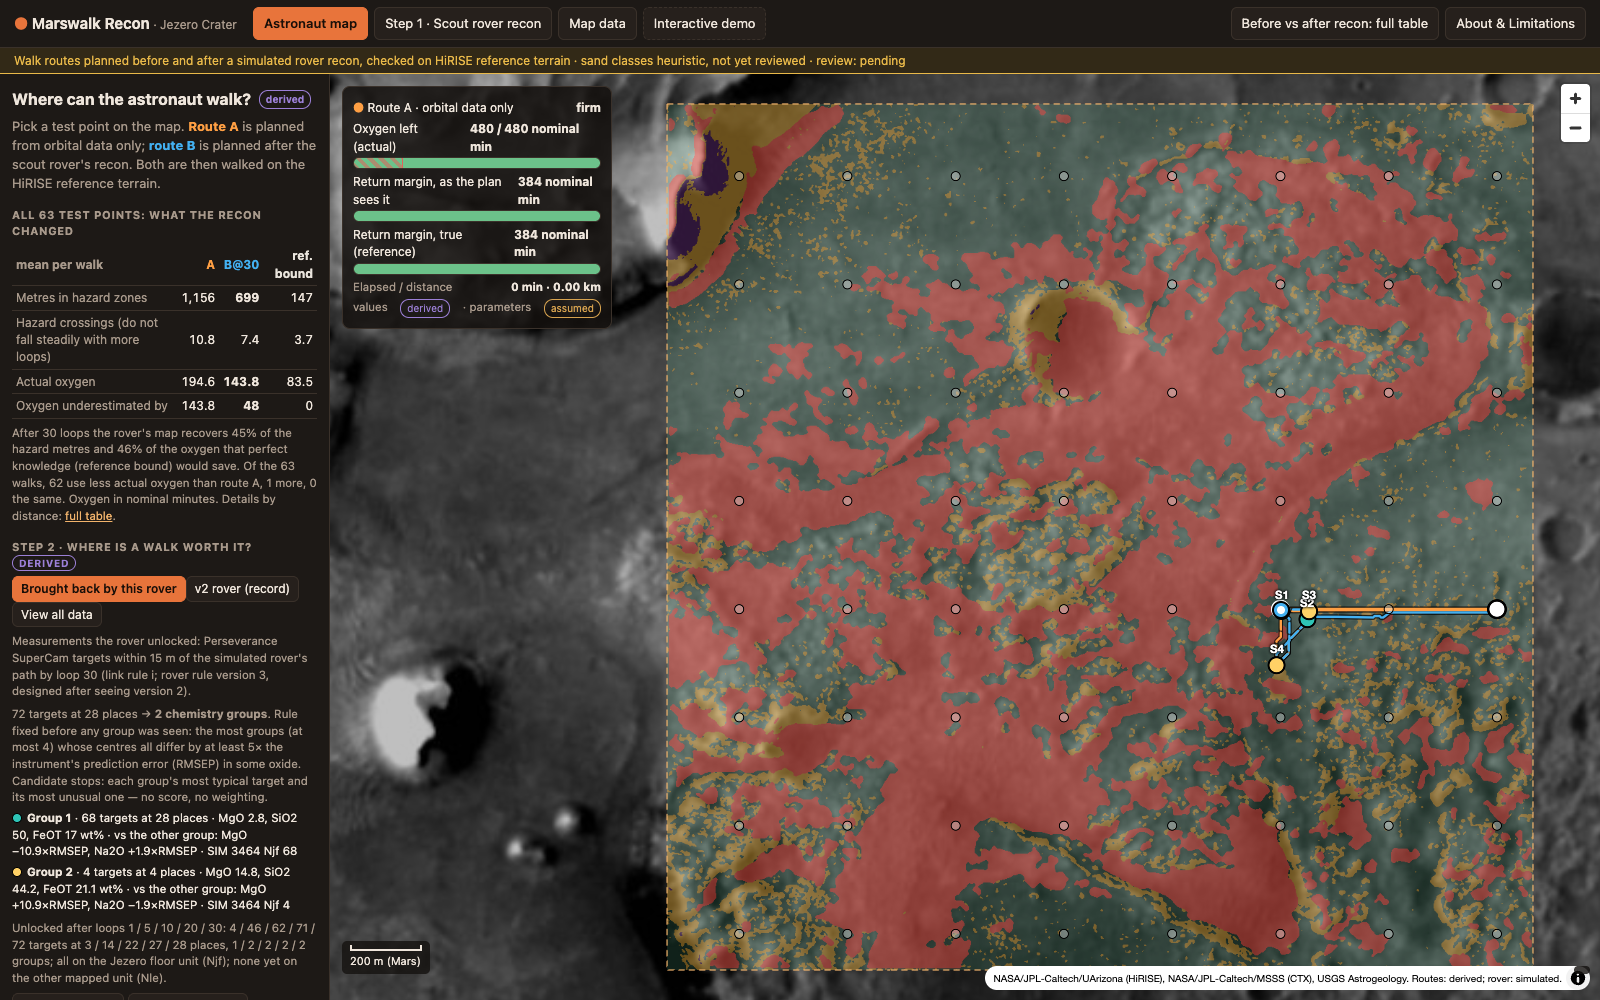 Marswalk Recon · Jezero Crater
Astronaut map
Step 1 · Scout rover recon
Map data
Interactive demo
Before vs after recon: full table
About & Limitations
Walk routes planned before and after a simulated rover recon, checked on HiRISE reference terrain · sand classes heuristic, not yet reviewed · review: pending
Where can the astronaut walk? derived
Pick a test point on the map. Route A is planned
from orbital data only; route B is planned after the
scout rover's recon. Both are then walked on the
HiRISE reference terrain.
ALL 63 TEST POINTS: WHAT THE RECON
CHANGED
mean per walk A B@30 ref. bound
Metres in hazard zones 1,156 699 147
Hazard crossings (do not
fall steadily with more
loops) 10.8 7.4 3.7
Actual oxygen 194.6 143.8 83.5
Oxygen underestimated by 143.8 48 0
After 30 loops the rover's map recovers 45% of the
hazard metres and 46% of the oxygen that perfect
knowledge (reference bound) would save. Of the 63
walks, 62 use less actual oxygen than route A, 1 more, 0
the same. Oxygen in nominal minutes. Details by
distance: full table.
STEP 2 · WHERE IS A WALK WORTH IT?
DERIVED
Brought back by this rover
v2 rover (record)
View all data
Measurements the rover unlocked: Perseverance
SuperCam targets within 15 m of the simulated rover's
path by loop 30 (link rule i; rover rule version 3,
designed after seeing version 2).
72 targets at 28 places → 2 chemistry groups. Rule
fixed before any group was seen: the most groups (at
most 4) whose centres all differ by at least 5× the
instrument's prediction error (RMSEP) in some oxide.
Candidate stops: each group's most typical target and
its most unusual one — no score, no weighting.
Group 1 · 68 targets at 28 places · MgO 2.8, SiO2
50, FeOT 17 wt% · vs the other group: MgO
−10.9×RMSEP, Na2O +1.9×RMSEP · SIM 3464 Njf 68
Group 2 · 4 targets at 4 places · MgO 14.8, SiO2
44.2, FeOT 21.1 wt% · vs the other group: MgO
+10.9×RMSEP, Na2O −1.9×RMSEP · SIM 3464 Njf 4
Unlocked after loops 1 / 5 / 10 / 20 / 30: 4 / 46 / 62 / 71 /
72 targets at 3 / 14 / 22 / 27 / 28 places, 1 / 2 / 2 / 2 / 2
groups; all on the Jezero floor unit (Njf); none yet on
the other mapped unit (Nle).
Route A · orbital data only firm
Oxygen left (actual) 480 / 480 nominal min
Return margin, as the plan sees it 384 nominal min
Return margin, true (reference) 384 nominal min
Elapsed / distance 0 min · 0.00 km
values derived · parameters assumed
+
−
S1
S3
S2
S4
200 m (Mars)
NASA/JPL-Caltech/UArizona (HiRISE), NASA/JPL-Caltech/MSSS (CTX), USGS Astrogeology. Routes: derived; rover: simulated.